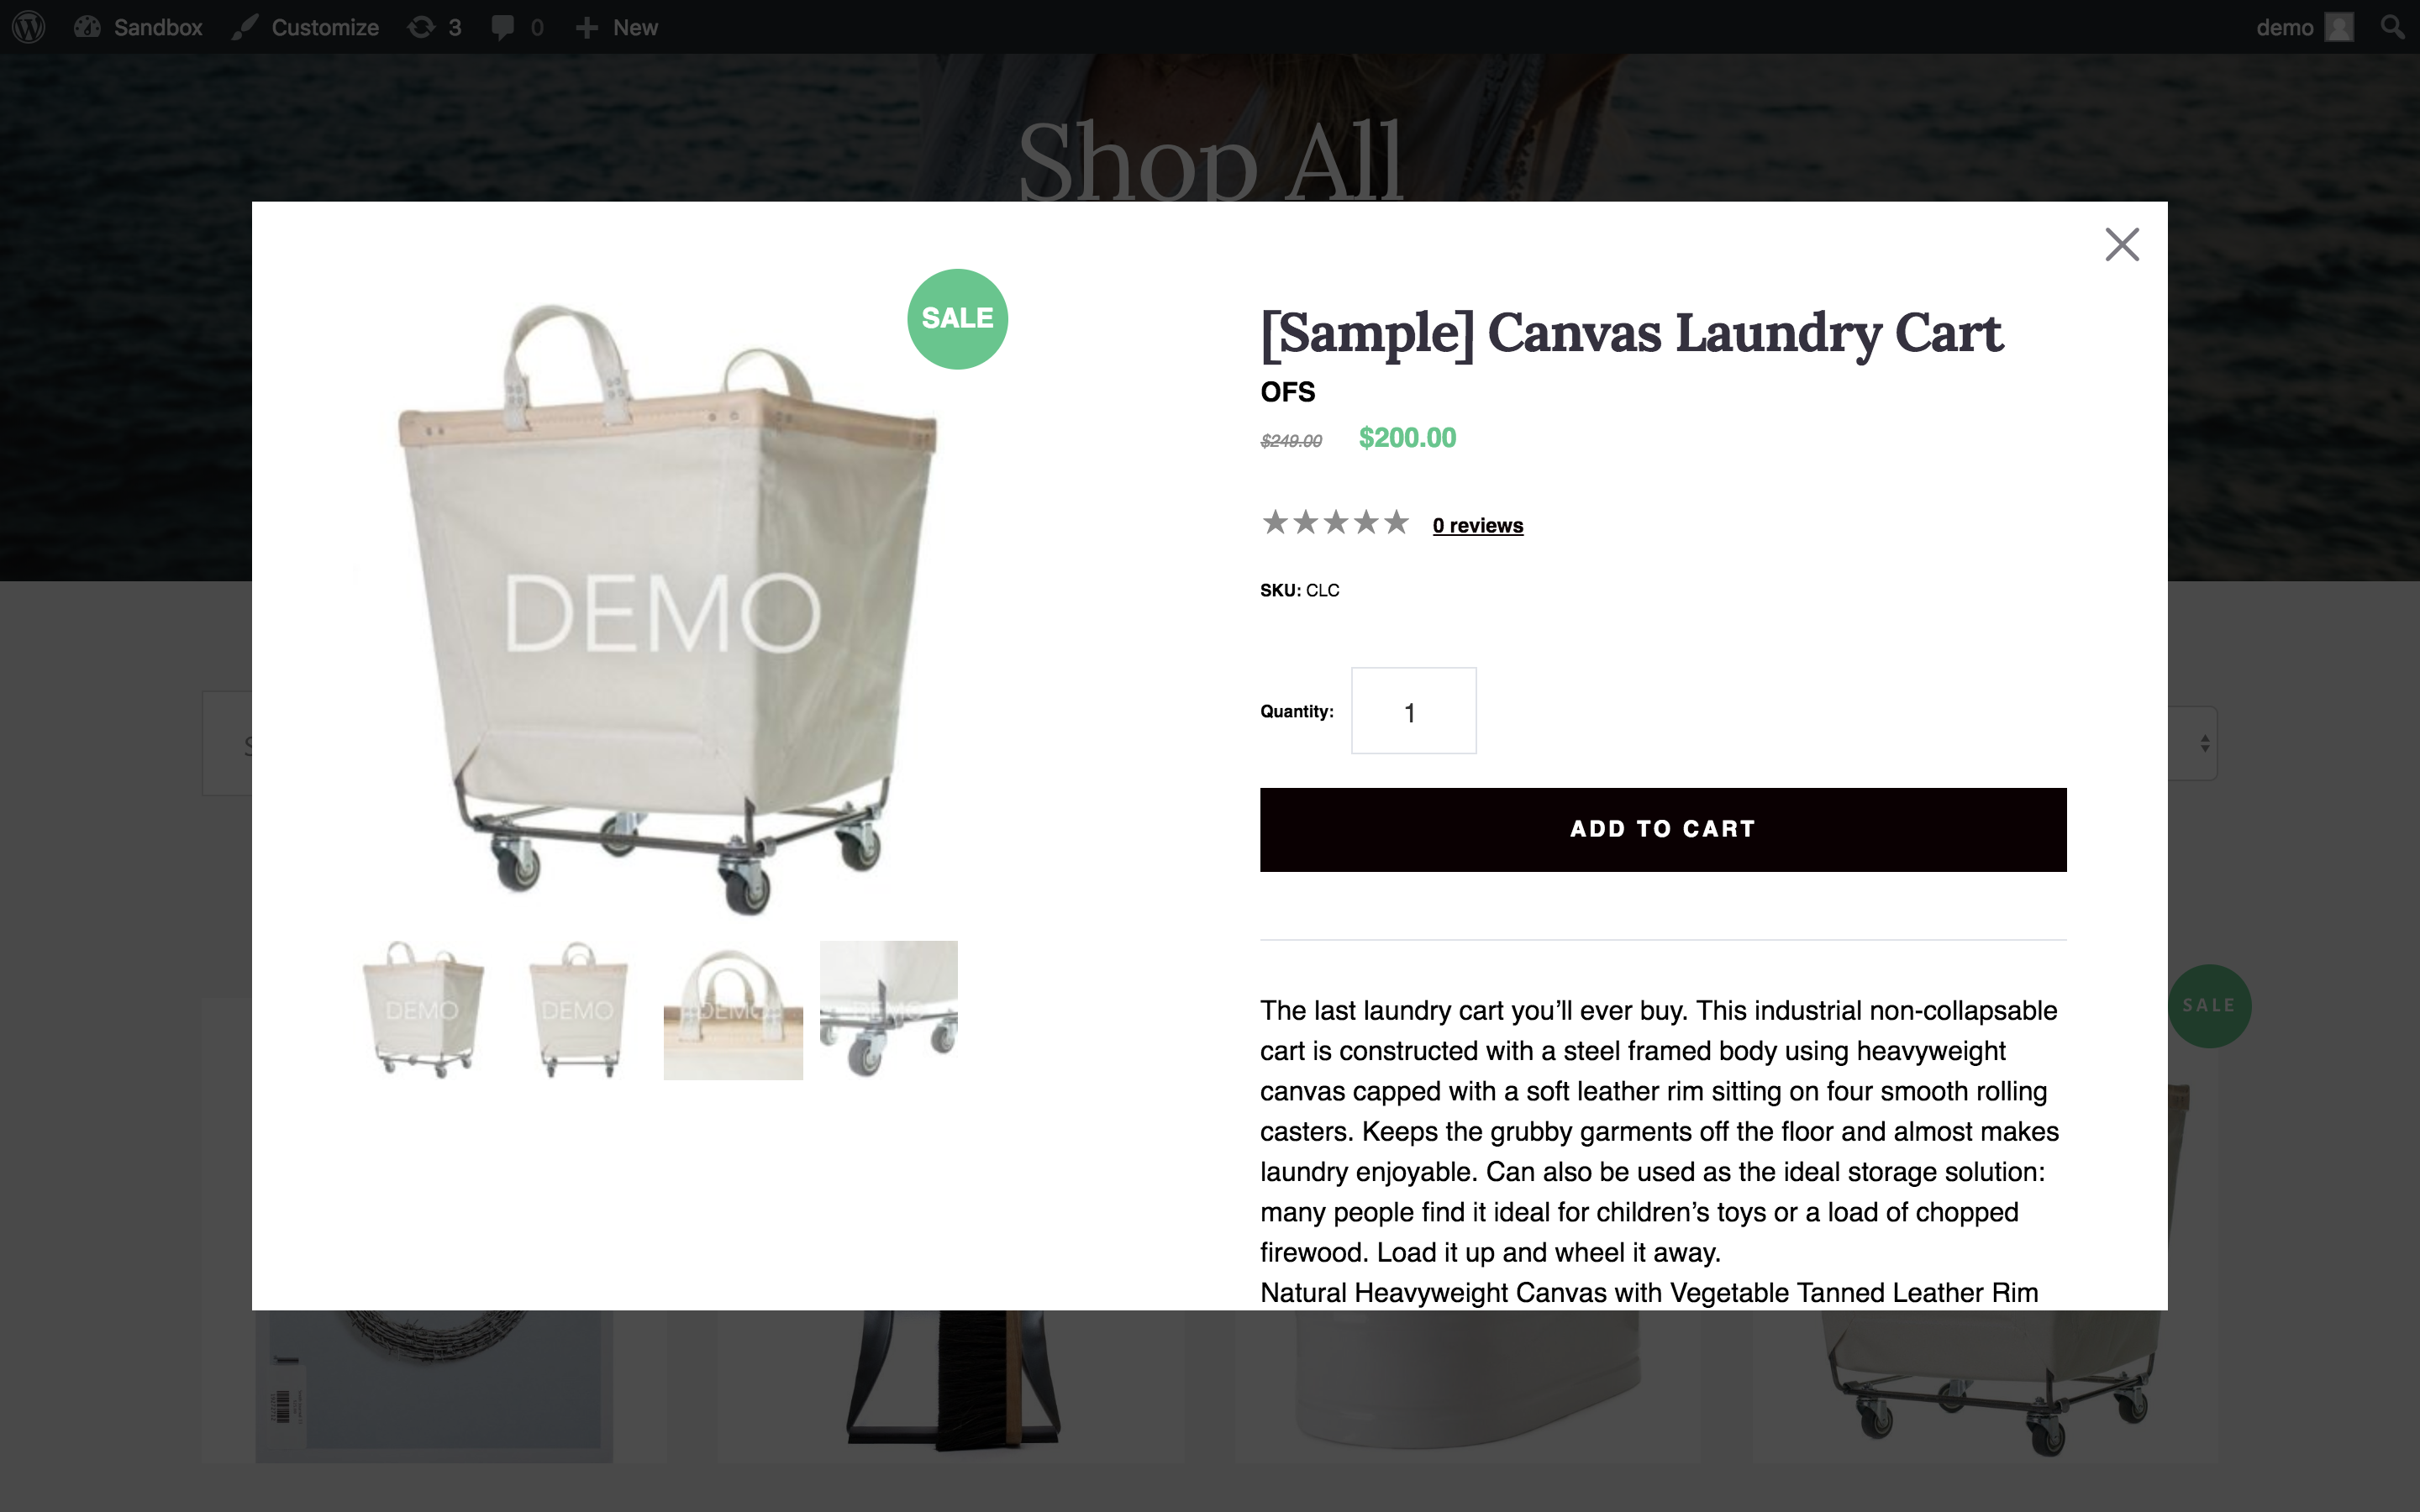 Sandbox Customize 3 0 New demo
Shop All
SALE
DEMO
DEMO
DEMO
DEMO
DEMO
[Sample] Canvas Laundry Cart
OFS
$249.00 $200.00
0 reviews
SKU: CLC
Quantity: 1
ADD TO CART
The last laundry cart you’ll ever buy. This industrial non-collapsable
cart is constructed with a steel framed body using heavyweight
canvas capped with a soft leather rim sitting on four smooth rolling
casters. Keeps the grubby garments off the floor and almost makes
laundry enjoyable. Can also be used as the ideal storage solution:
many people find it ideal for children’s toys or a load of chopped
firewood. Load it up and wheel it away.
Natural Heavyweight Canvas with Vegetable Tanned Leather Rim
SALE